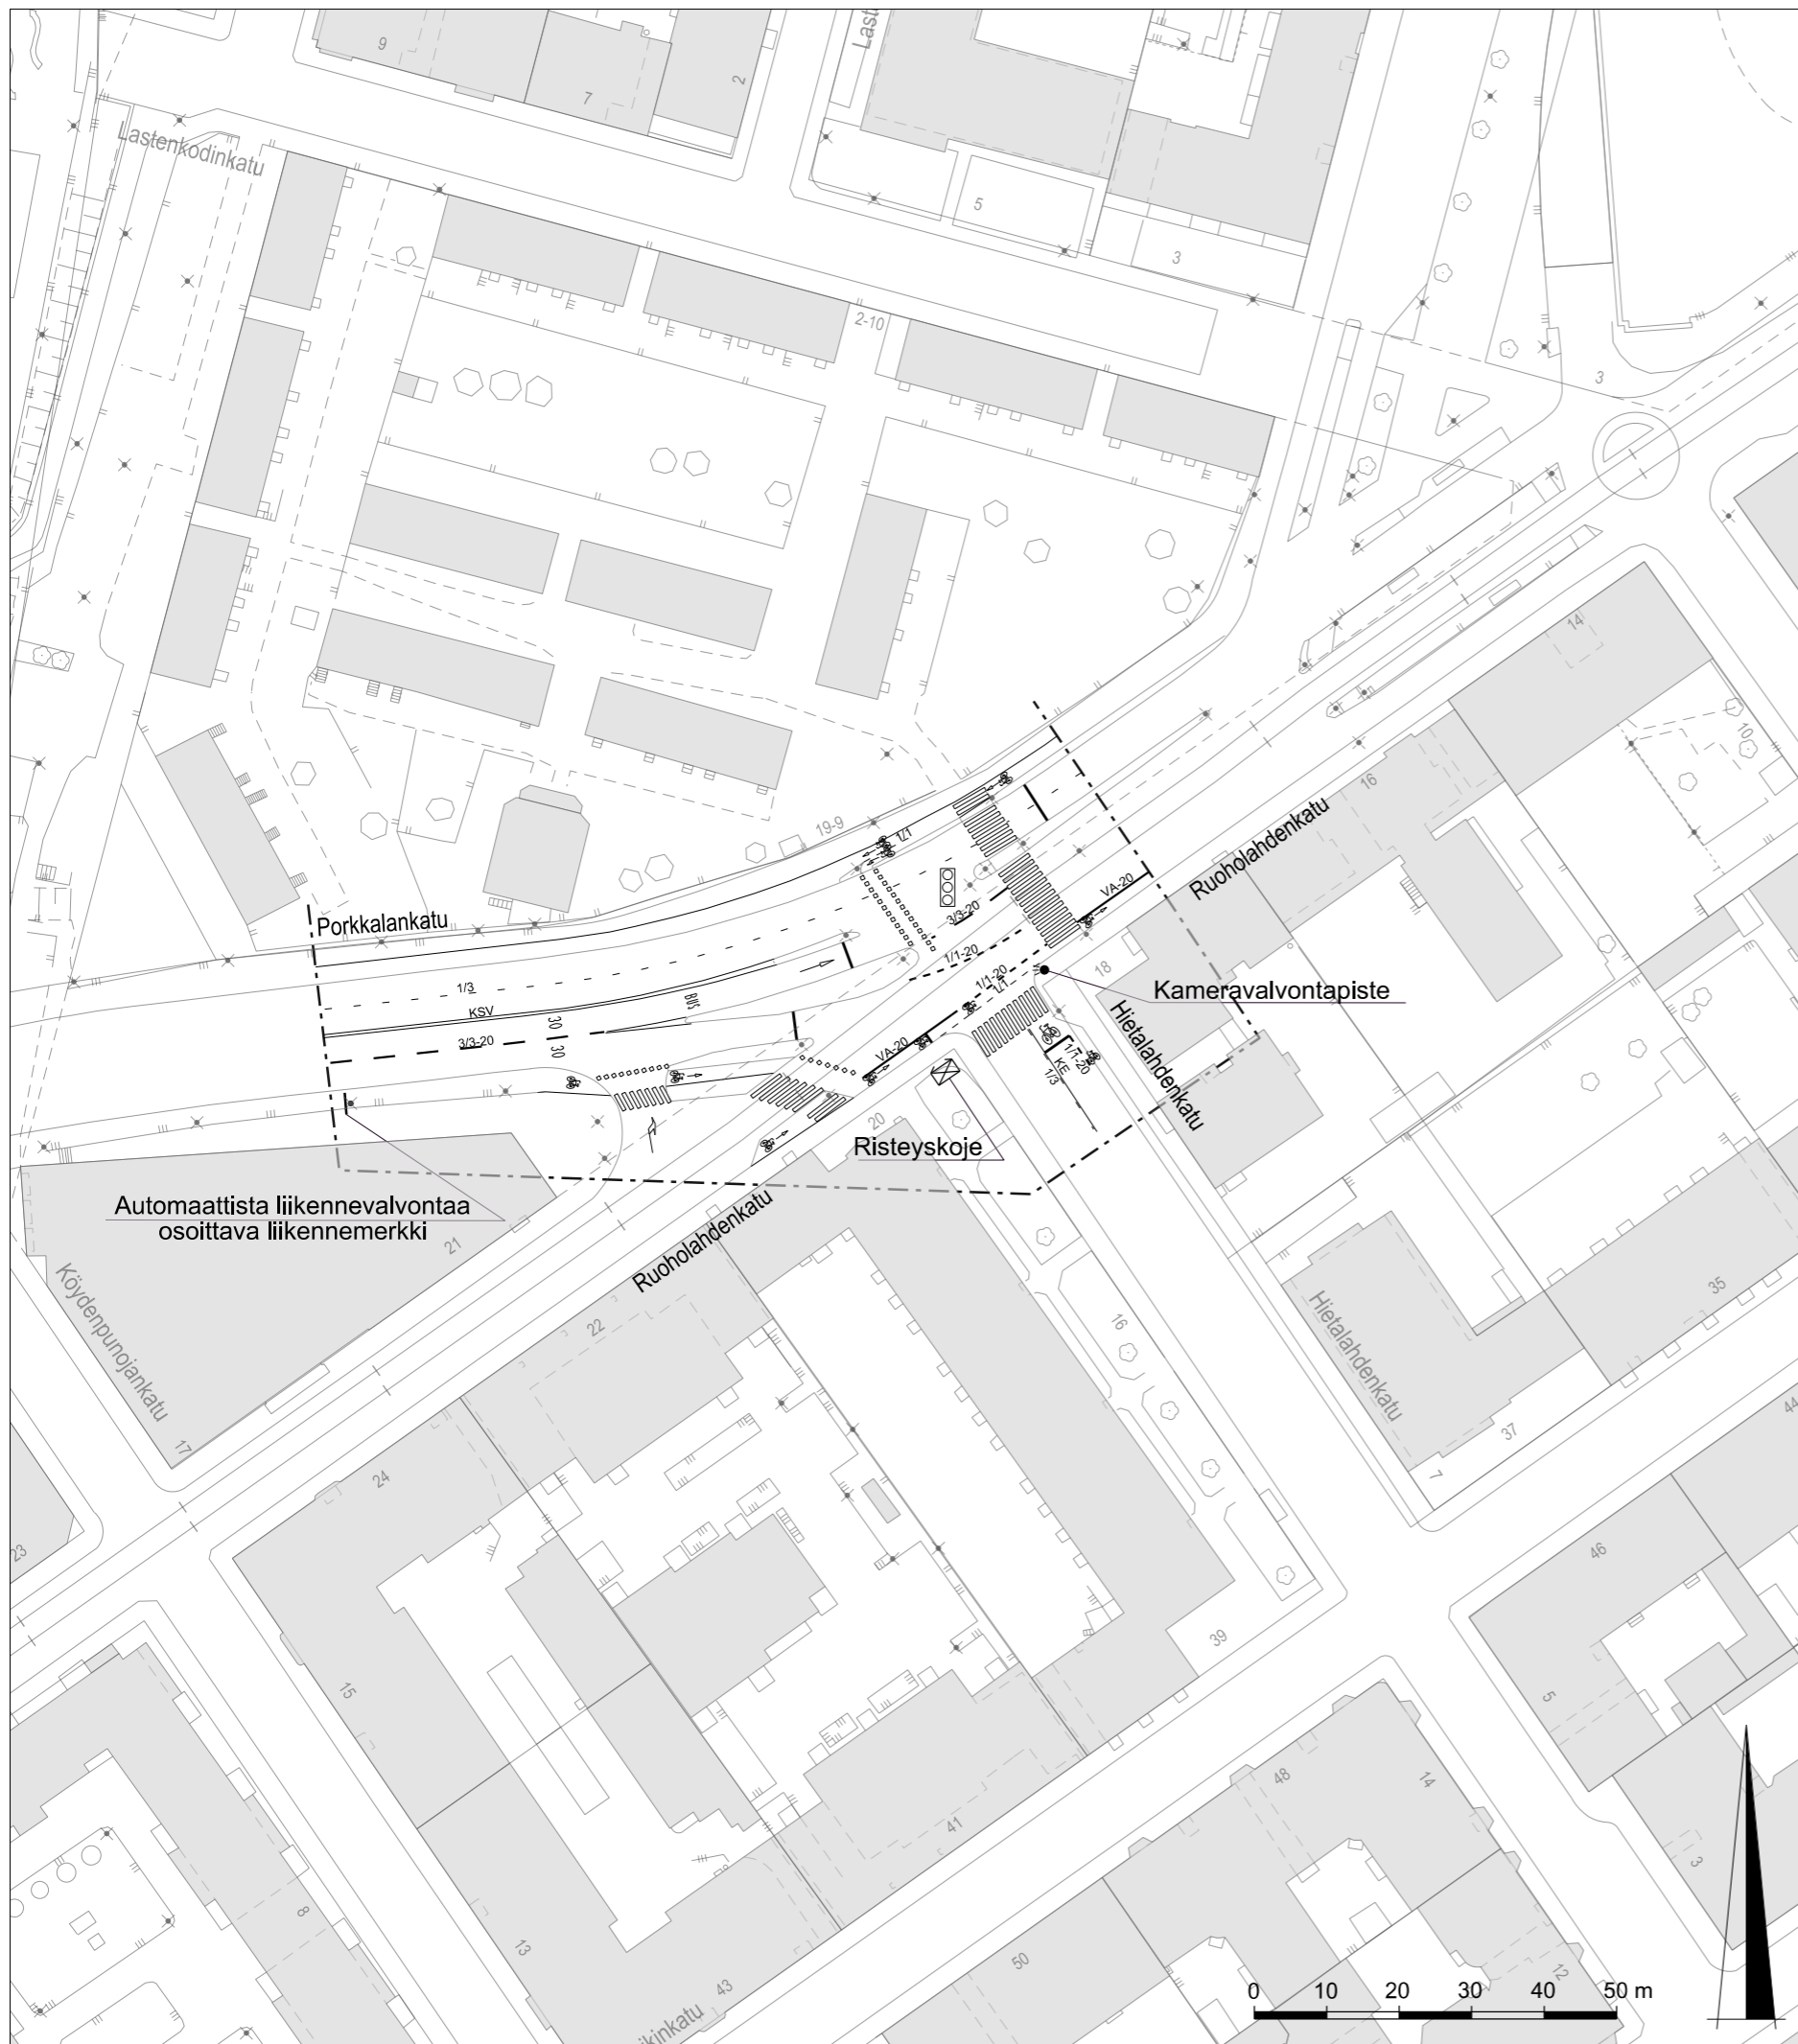 9
7
2
Lastenkodinkatu
5
3
2-10
3
14
10
16
19-9
1/1
Porkkalankatu
Ruoholahdenkatu
VA-20
3/3-20
1/1-20
1/1-20
1/1
18
Kameravalvontapiste
1/3
KSV
BUS
3/3-20
30
30
VA-20
1/1-20
KE
1/3
Hietalahdenkatu
20
Risteyskoje
Automaattista liikennevalvontaa
osoittava liikennemerkki
21
Ruoholahdenkatu
Köydenpunojankatu
22
16
35
Hietalahdenkatu
17
24
37
7
44
23
46
39
15
5
48
14
41
3
8
13
50
12
43
0 10 20 30 40 50 m